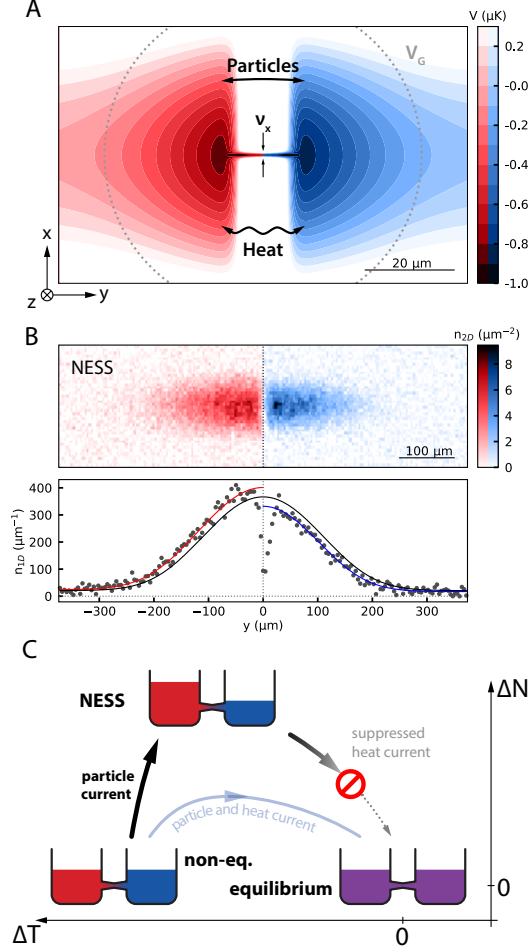 A
V (μK)
Particles
V_G
ν_x
Heat
x
z
y
20 μm
-0.2
-0.0
-0.2
-0.4
-0.6
-0.8
-1.0
B
n_2D (μm⁻²)
NESS
100 μm
8
6
4
2
0
n_1D (μm⁻¹)
400
300
200
100
0
−300 −200 −100 0 100 200 300
y (μm)
C
ΔN
NESS
suppressed
heat current
particle
current
particle and heat current
non-eq.
equilibrium
0
ΔT
0